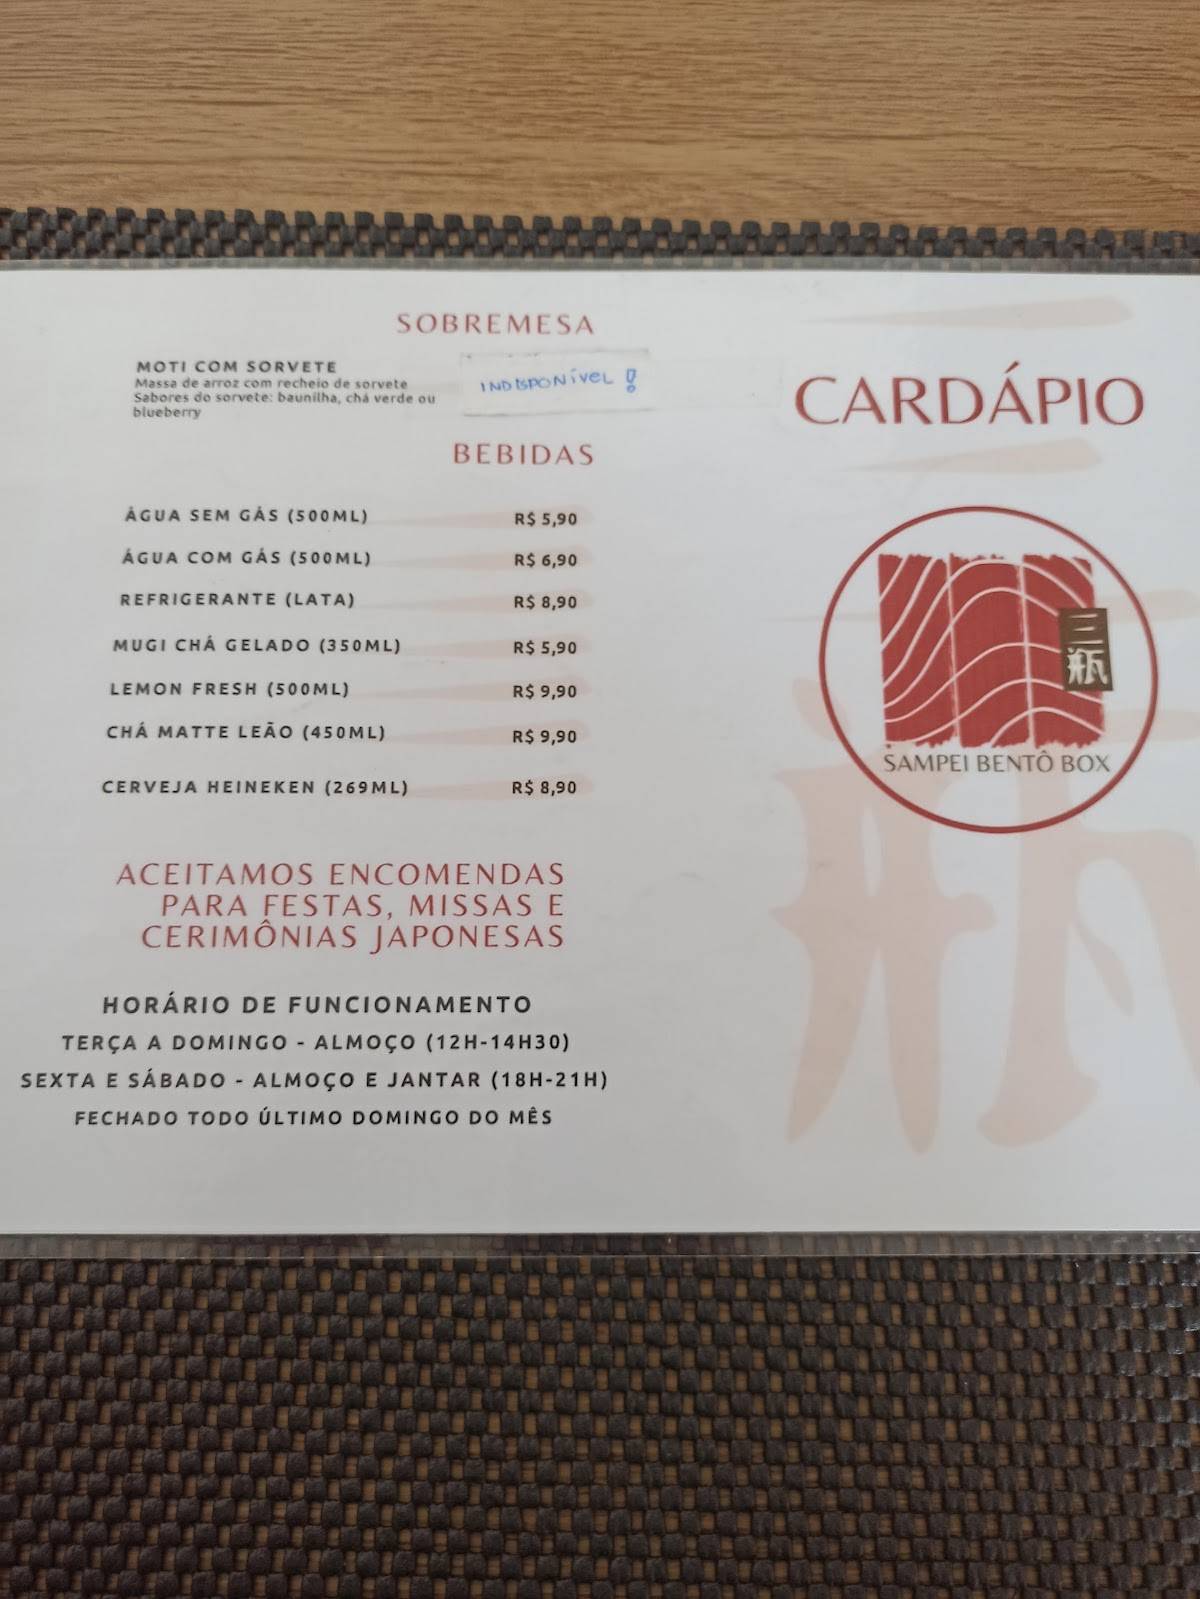 SOBREMESA
MOTI COM SORVETE
Massa de arroz com recheio de sorvete
Sabores do sorvete: baunilha, chá verde ou
blueberry
INDISPONÍVEL !
BEBIDAS
ÁGUA SEM GÁS (500ML) R$ 5,90
ÁGUA COM GÁS (500ML) R$ 6,90
REFRIGERANTE (LATA) R$ 8,90
MUGI CHÁ GELADO (350ML) R$ 5,90
LEMON FRESH (500ML) R$ 9,90
CHÁ MATTE LEÃO (450ML) R$ 9,90
CERVEJA HEINEKEN (269ML) R$ 8,90
ACEITAMOS ENCOMENDAS
PARA FESTAS, MISSAS E
CERIMÔNIAS JAPONESAS
HORÁRIO DE FUNCIONAMENTO
TERÇA A DOMINGO - ALMOÇO (12H-14H30)
SEXTA E SÁBADO - ALMOÇO E JANTAR (18H-21H)
FECHADO TODO ÚLTIMO DOMINGO DO MÊS
CARDÁPIO
三瓶
SAMPEI BENTÔ BOX